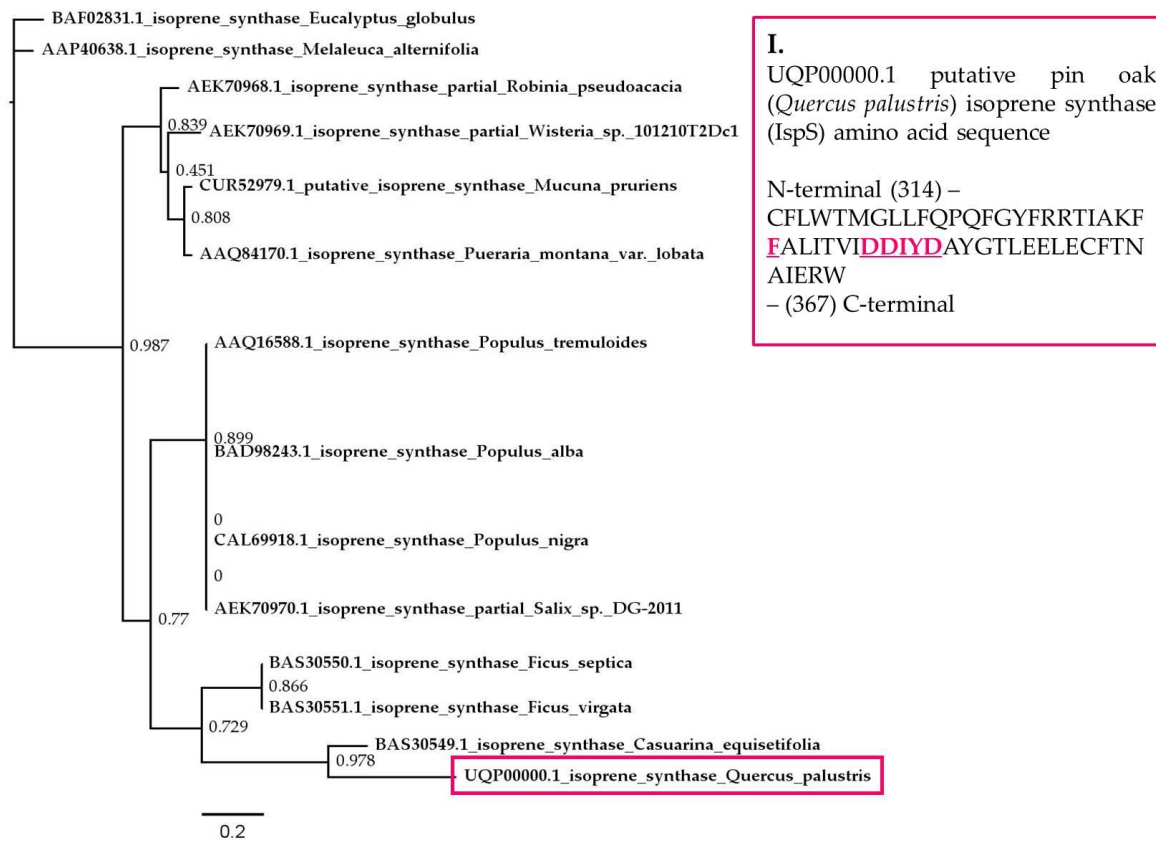 BAF02831.1_isoprene_synthase_Eucalyptus_globulus
AAP40638.1_isoprene_synthase_Melaleuca_alternifolia
AEK70968.1_isoprene_synthase_partial_Robinia_pseudoacacia
0.839
AEK70969.1_isoprene_synthase_partial_Wisteria_sp._101210T2Dc1
0.451
CUR52979.1_putative_isoprene_synthase_Mucuna_pruriens
0.808
AAQ84170.1_isoprene_synthase_Pueraria_montana_var._lobata
0.987
AAQ16588.1_isoprene_synthase_Populus_tremuloides
0.899
BAD98243.1_isoprene_synthase_Populus_alba
0
CAL69918.1_isoprene_synthase_Populus_nigra
0
AEK70970.1_isoprene_synthase_partial_Salix_sp._DG-2011
0.77
BAS30550.1_isoprene_synthase_Ficus_septica
0.866
BAS30551.1_isoprene_synthase_Ficus_virgata
0.729
BAS30549.1_isoprene_synthase_Casuarina_equisetifolia
0.978
UQP00000.1_isoprene_synthase_Quercus_palustris
0.2
I.
UQP00000.1 putative pin oak
(Quercus palustris) isoprene synthase
(IspS) amino acid sequence
N-terminal (314) –
CFLWTMGLLFQPQFGYFRRTIAKF
FALITVIDDIYDAYGTLEELECFTN
AIERW
– (367) C-terminal